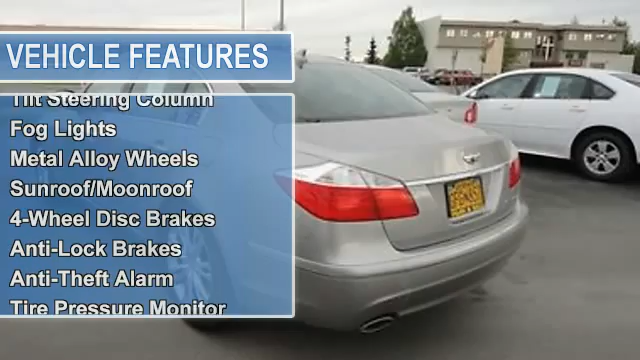 VEHICLE FEATURES
Tilt Steering Column
Fog Lights
Metal Alloy Wheels
Sunroof/Moonroof
4-Wheel Disc Brakes
Anti-Lock Brakes
Anti-Theft Alarm
Tire Pressure Monitor